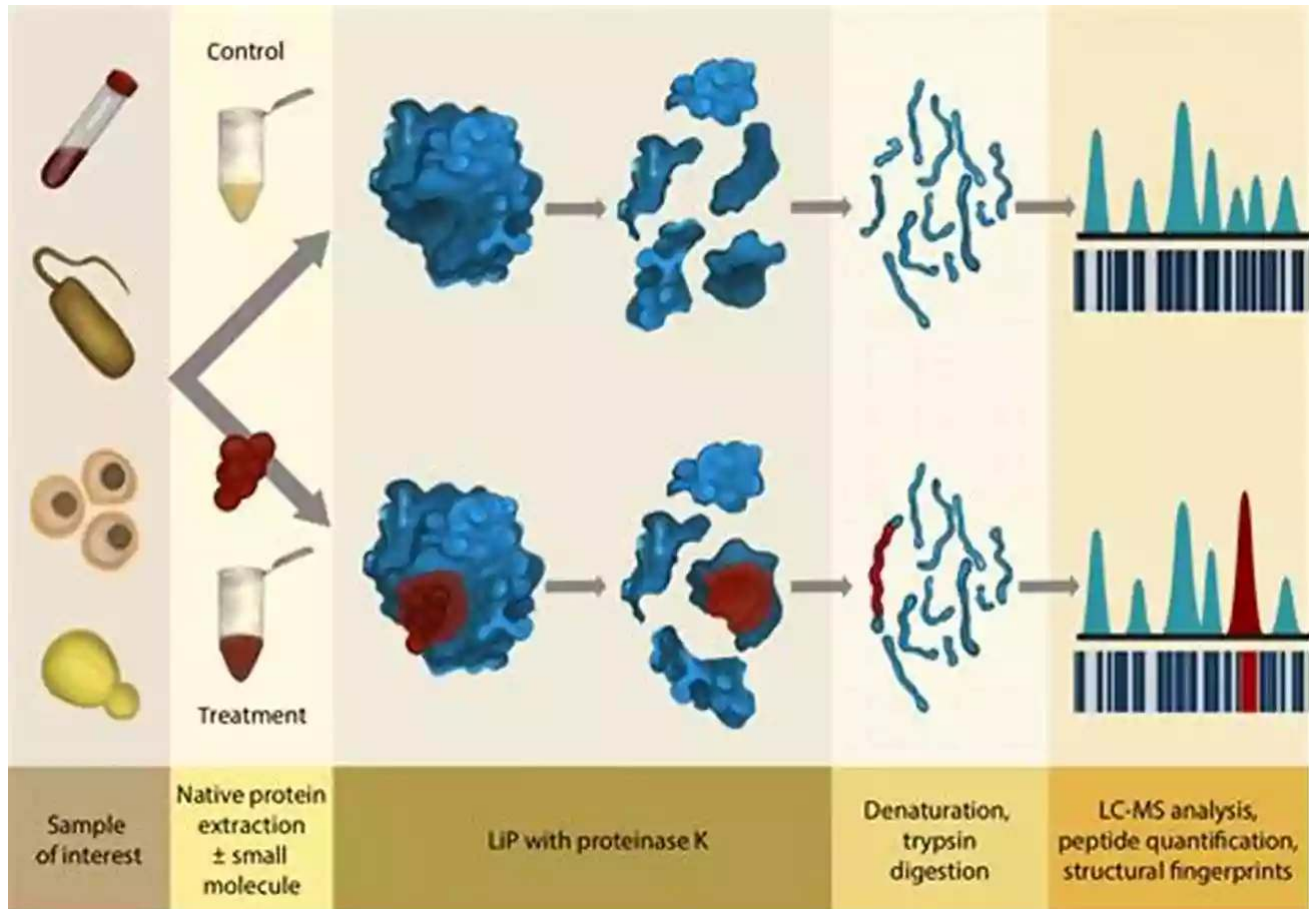 Control
Treatment
Sample
of interest
Native protein
extraction
± small
molecule
LiP with proteinase K
Denaturation,
trypsin
digestion
LC-MS analysis,
peptide quantification,
structural fingerprints